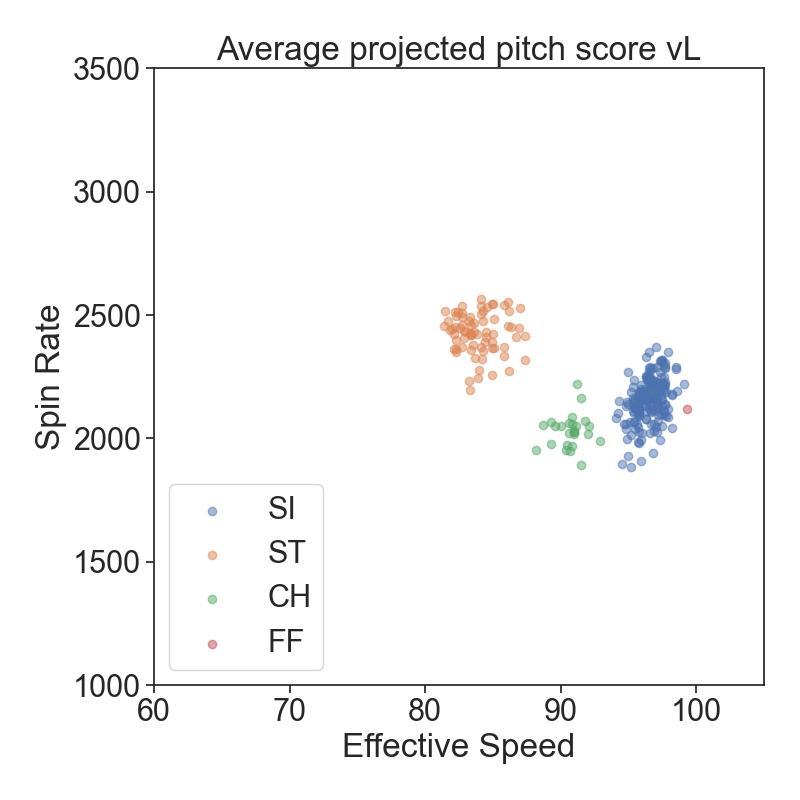 Average projected pitch score vL
3500
3000
2500
2000
1500
1000
Spin Rate
SI
ST
CH
FF
60 70 80 90 100
Effective Speed